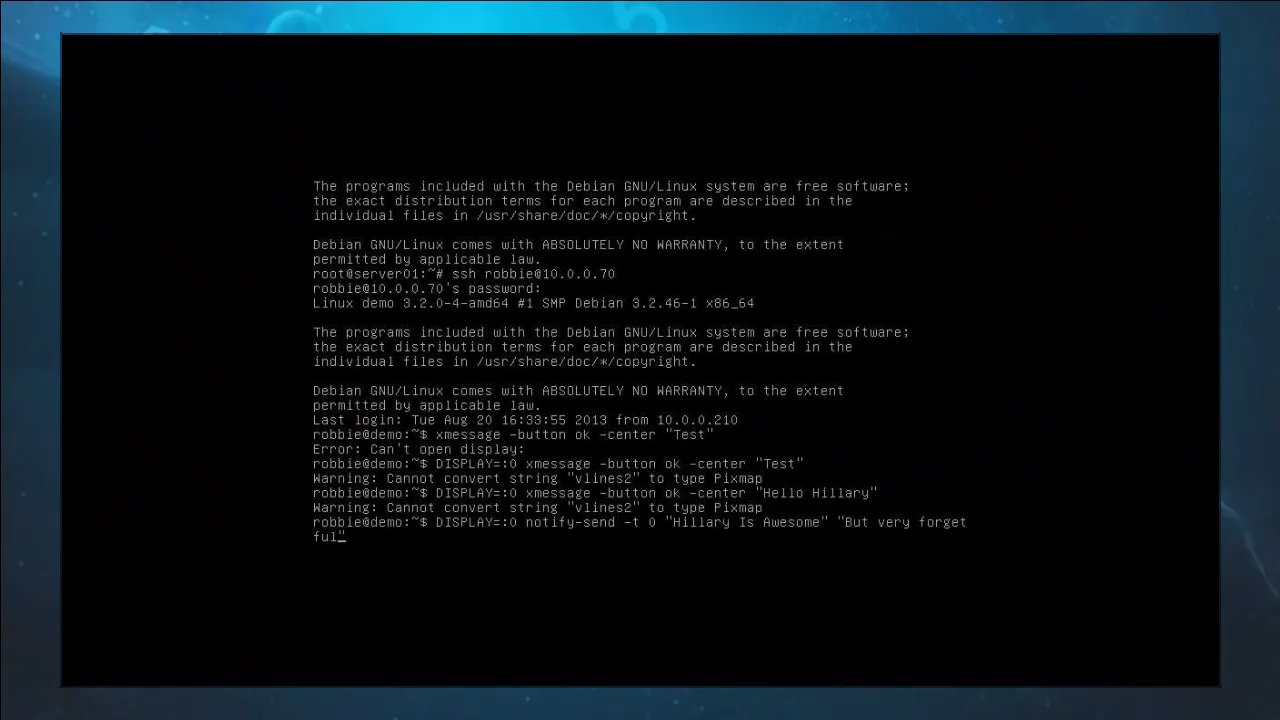 The programs included with the Debian GNU/Linux system are free software;
the exact distribution terms for each program are described in the
individual files in /usr/share/doc/*/copyright.
Debian GNU/Linux comes with ABSOLUTELY NO WARRANTY, to the extent
permitted by applicable law.
root@server01:~# ssh robbie@10.0.0.70
robbie@10.0.0.70's password:
Linux demo 3.2.0-4-amd64 #1 SMP Debian 3.2.46-1 x86_64
The programs included with the Debian GNU/Linux system are free software;
the exact distribution terms for each program are described in the
individual files in /usr/share/doc/*/copyright.
Debian GNU/Linux comes with ABSOLUTELY NO WARRANTY, to the extent
permitted by applicable law.
Last login: Tue Aug 20 16:33:55 2013 from 10.0.0.210
robbie@demo:~$ xmessage -button ok -center "Test"
Error: Can't open display:
robbie@demo:~$ DISPLAY=:0 xmessage -button ok -center "Test"
Warning: Cannot convert string "vlines2" to type Pixmap
robbie@demo:~$ DISPLAY=:0 xmessage -button ok -center "Hello Hillary"
Warning: Cannot convert string "vlines2" to type Pixmap
robbie@demo:~$ DISPLAY=:0 notify-send -t 0 "Hillary Is Awesome" "But very forget
ful"_